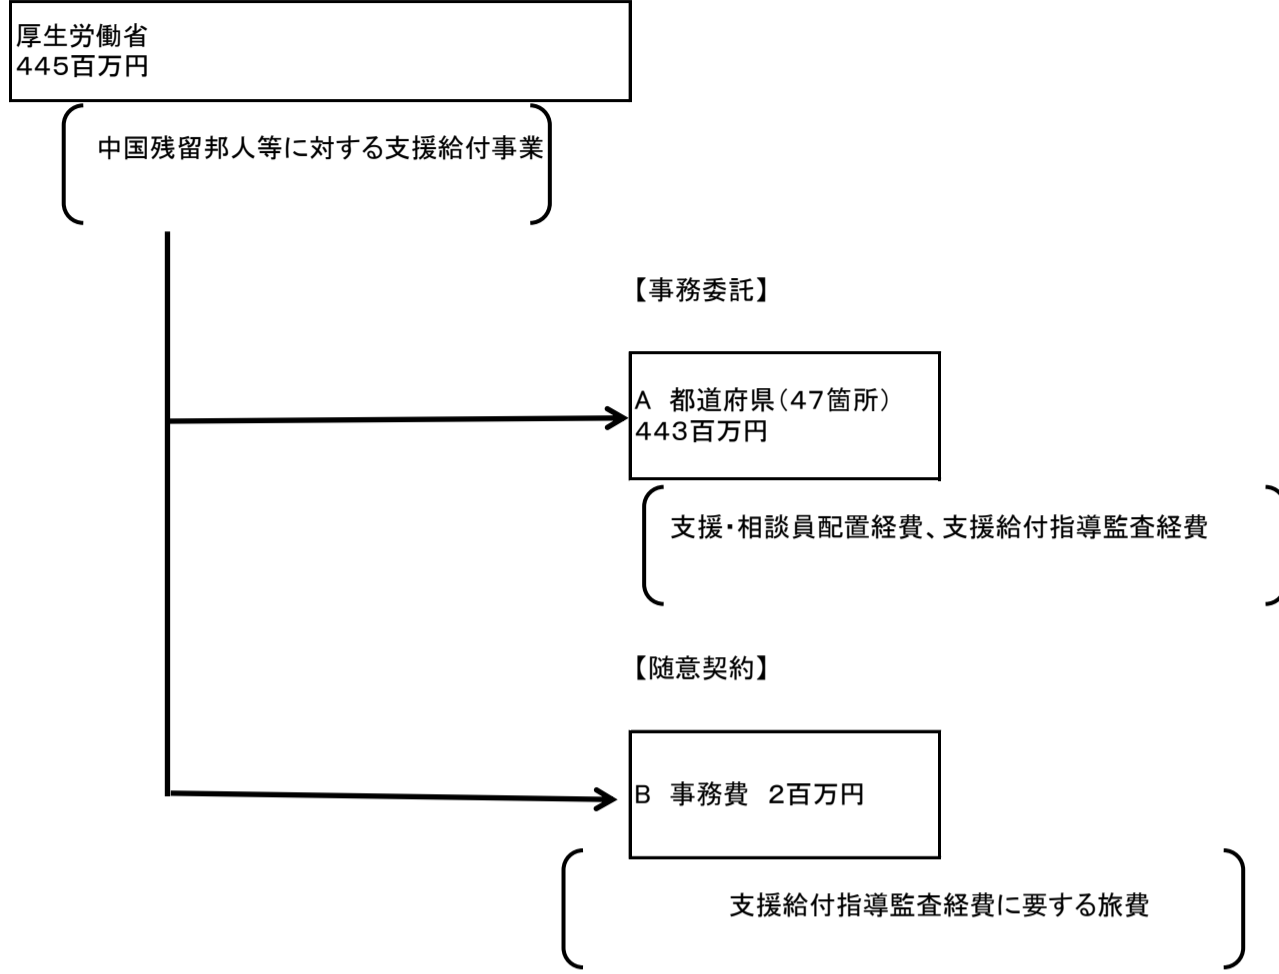 厚生労働省
445百万円
中国残留邦人等に対する支援給付事業
【事務委託】
A　都道府県（47箇所）
443百万円
支援・相談員配置経費、支援給付指導監査経費
【随意契約】
B　事務費　2百万円
支援給付指導監査経費に要する旅費